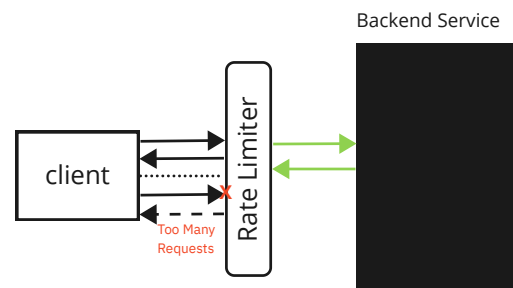 Backend Service
client
Rate Limiter
X
Too Many
Requests